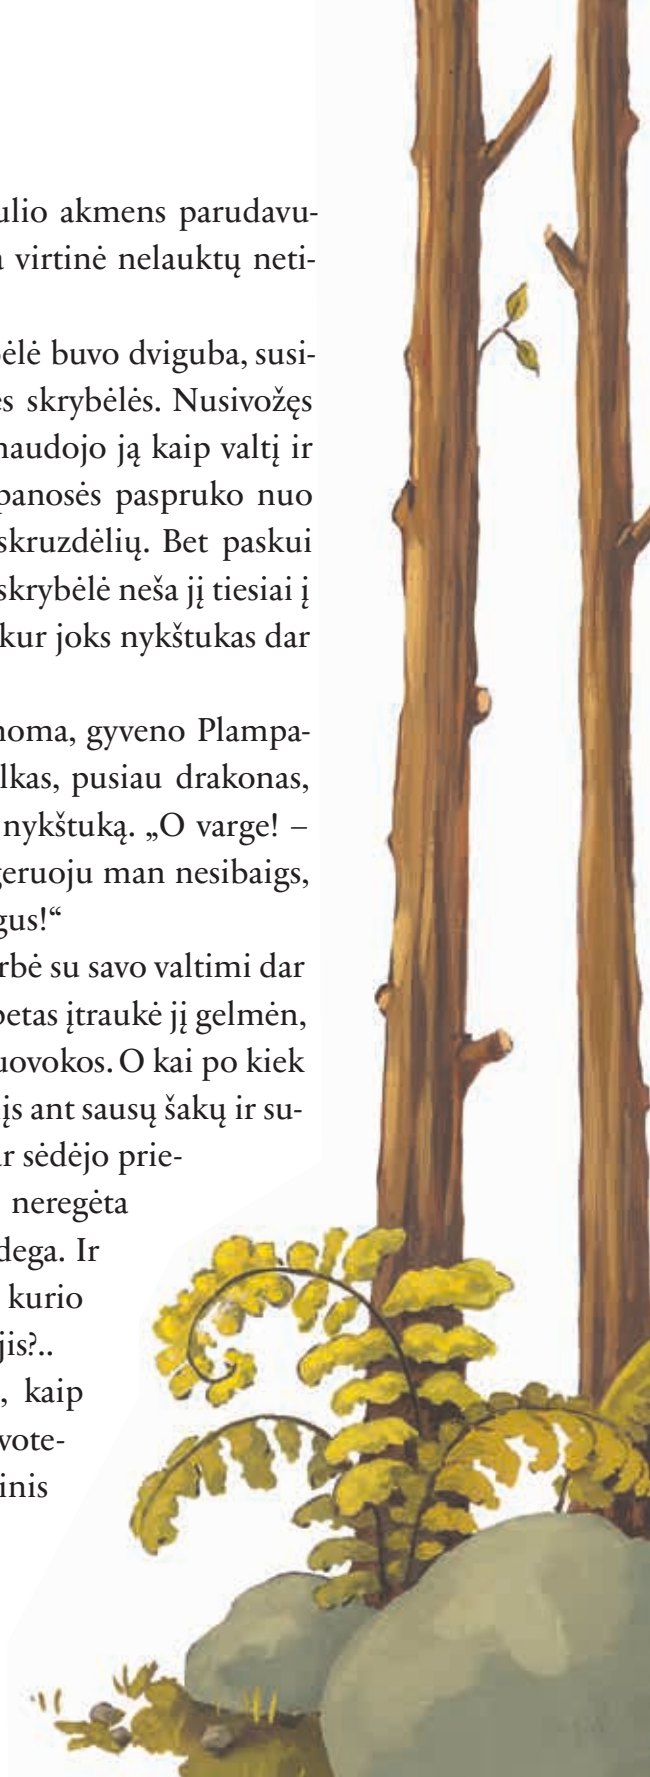 ulio akmens parudavu-
a virtinė nelauktų neti-
ėlė buvo dviguba, susi-
es skrybėlės. Nusivožęs
naudojo ją kaip valtį ir
panosės paspruko nuo
skruzdėlių. Bet paskui
skrybėlė neša jį tiesiai į
kur joks nykštukas dar
noma, gyveno Plampa-
lkas, pusiau drakonas,
nykštuką. „O varge! –
geruoju man nesibaigs,
gus!“
rbė su savo valtimi dar
petas įtraukė jį gelmėn,
uovokos. O kai po kiek
įs ant sausų šakų ir su-
ar sėdėjo prie-
neregėta
dega. Ir
kurio
jis?..
, kaip
vote-
inis